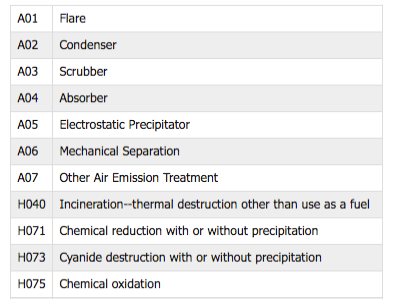 A01 Flare
A02 Condenser
A03 Scrubber
A04 Absorber
A05 Electrostatic Precipitator
A06 Mechanical Separation
A07 Other Air Emission Treatment
H040 Incineration--thermal destruction other than use as a fuel
H071 Chemical reduction with or without precipitation
H073 Cyanide destruction with or without precipitation
H075 Chemical oxidation